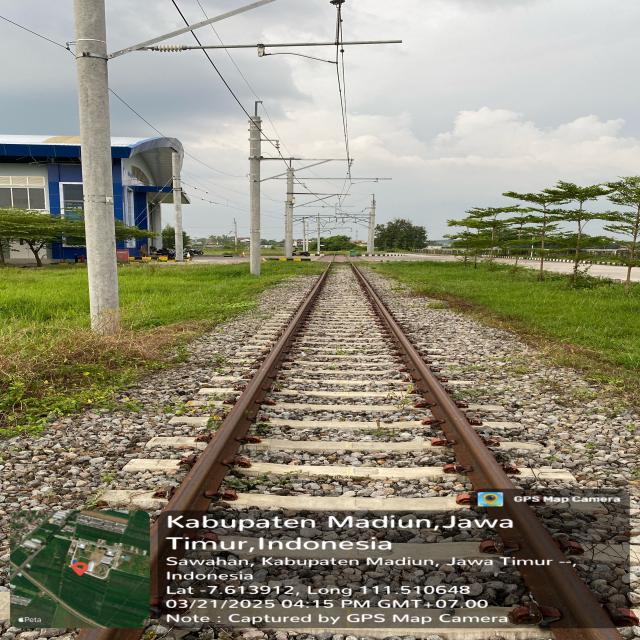 GPS Map Camera
Kabupaten Madiun,Jawa
Timur,Indonesia
Sawahan, Kabupaten Madiun, Jawa Timur --,
Indonesia
Lat -7.613912, Long 111.510648
03/21/2025 04:15 PM GMT+07.00
Note : Captured by GPS Map Camera
Peta